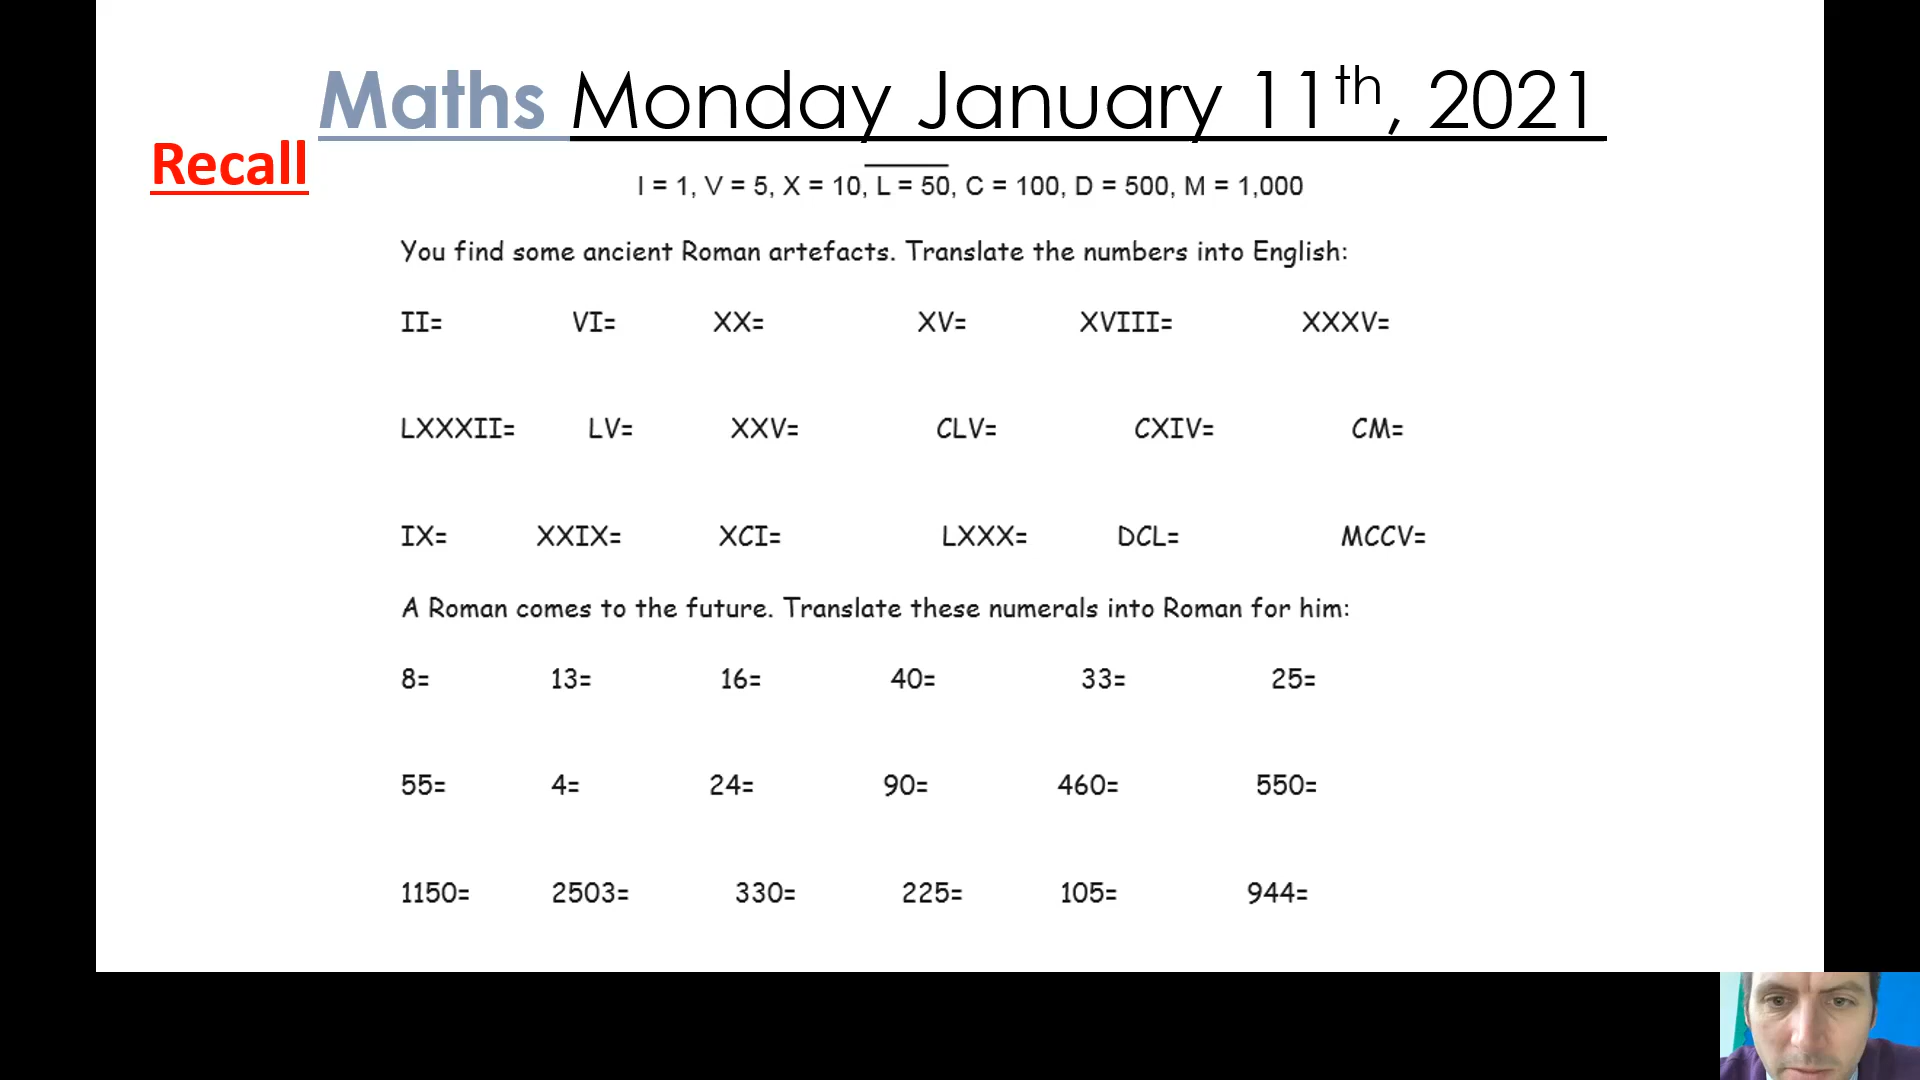 Maths Monday January 11th, 2021
Recall
I = 1, V = 5, X = 10, L = 50, C = 100, D = 500, M = 1,000
You find some ancient Roman artefacts. Translate the numbers into English:
II= VI= XX= XV= XVIII= XXXV=
LXXXII= LV= XXV= CLV= CXIV= CM=
IX= XXIX= XCI= LXXX= DCL= MCCV=
A Roman comes to the future. Translate these numerals into Roman for him:
8= 13= 16= 40= 33= 25=
55= 4= 24= 90= 460= 550=
1150= 2503= 330= 225= 105= 944=